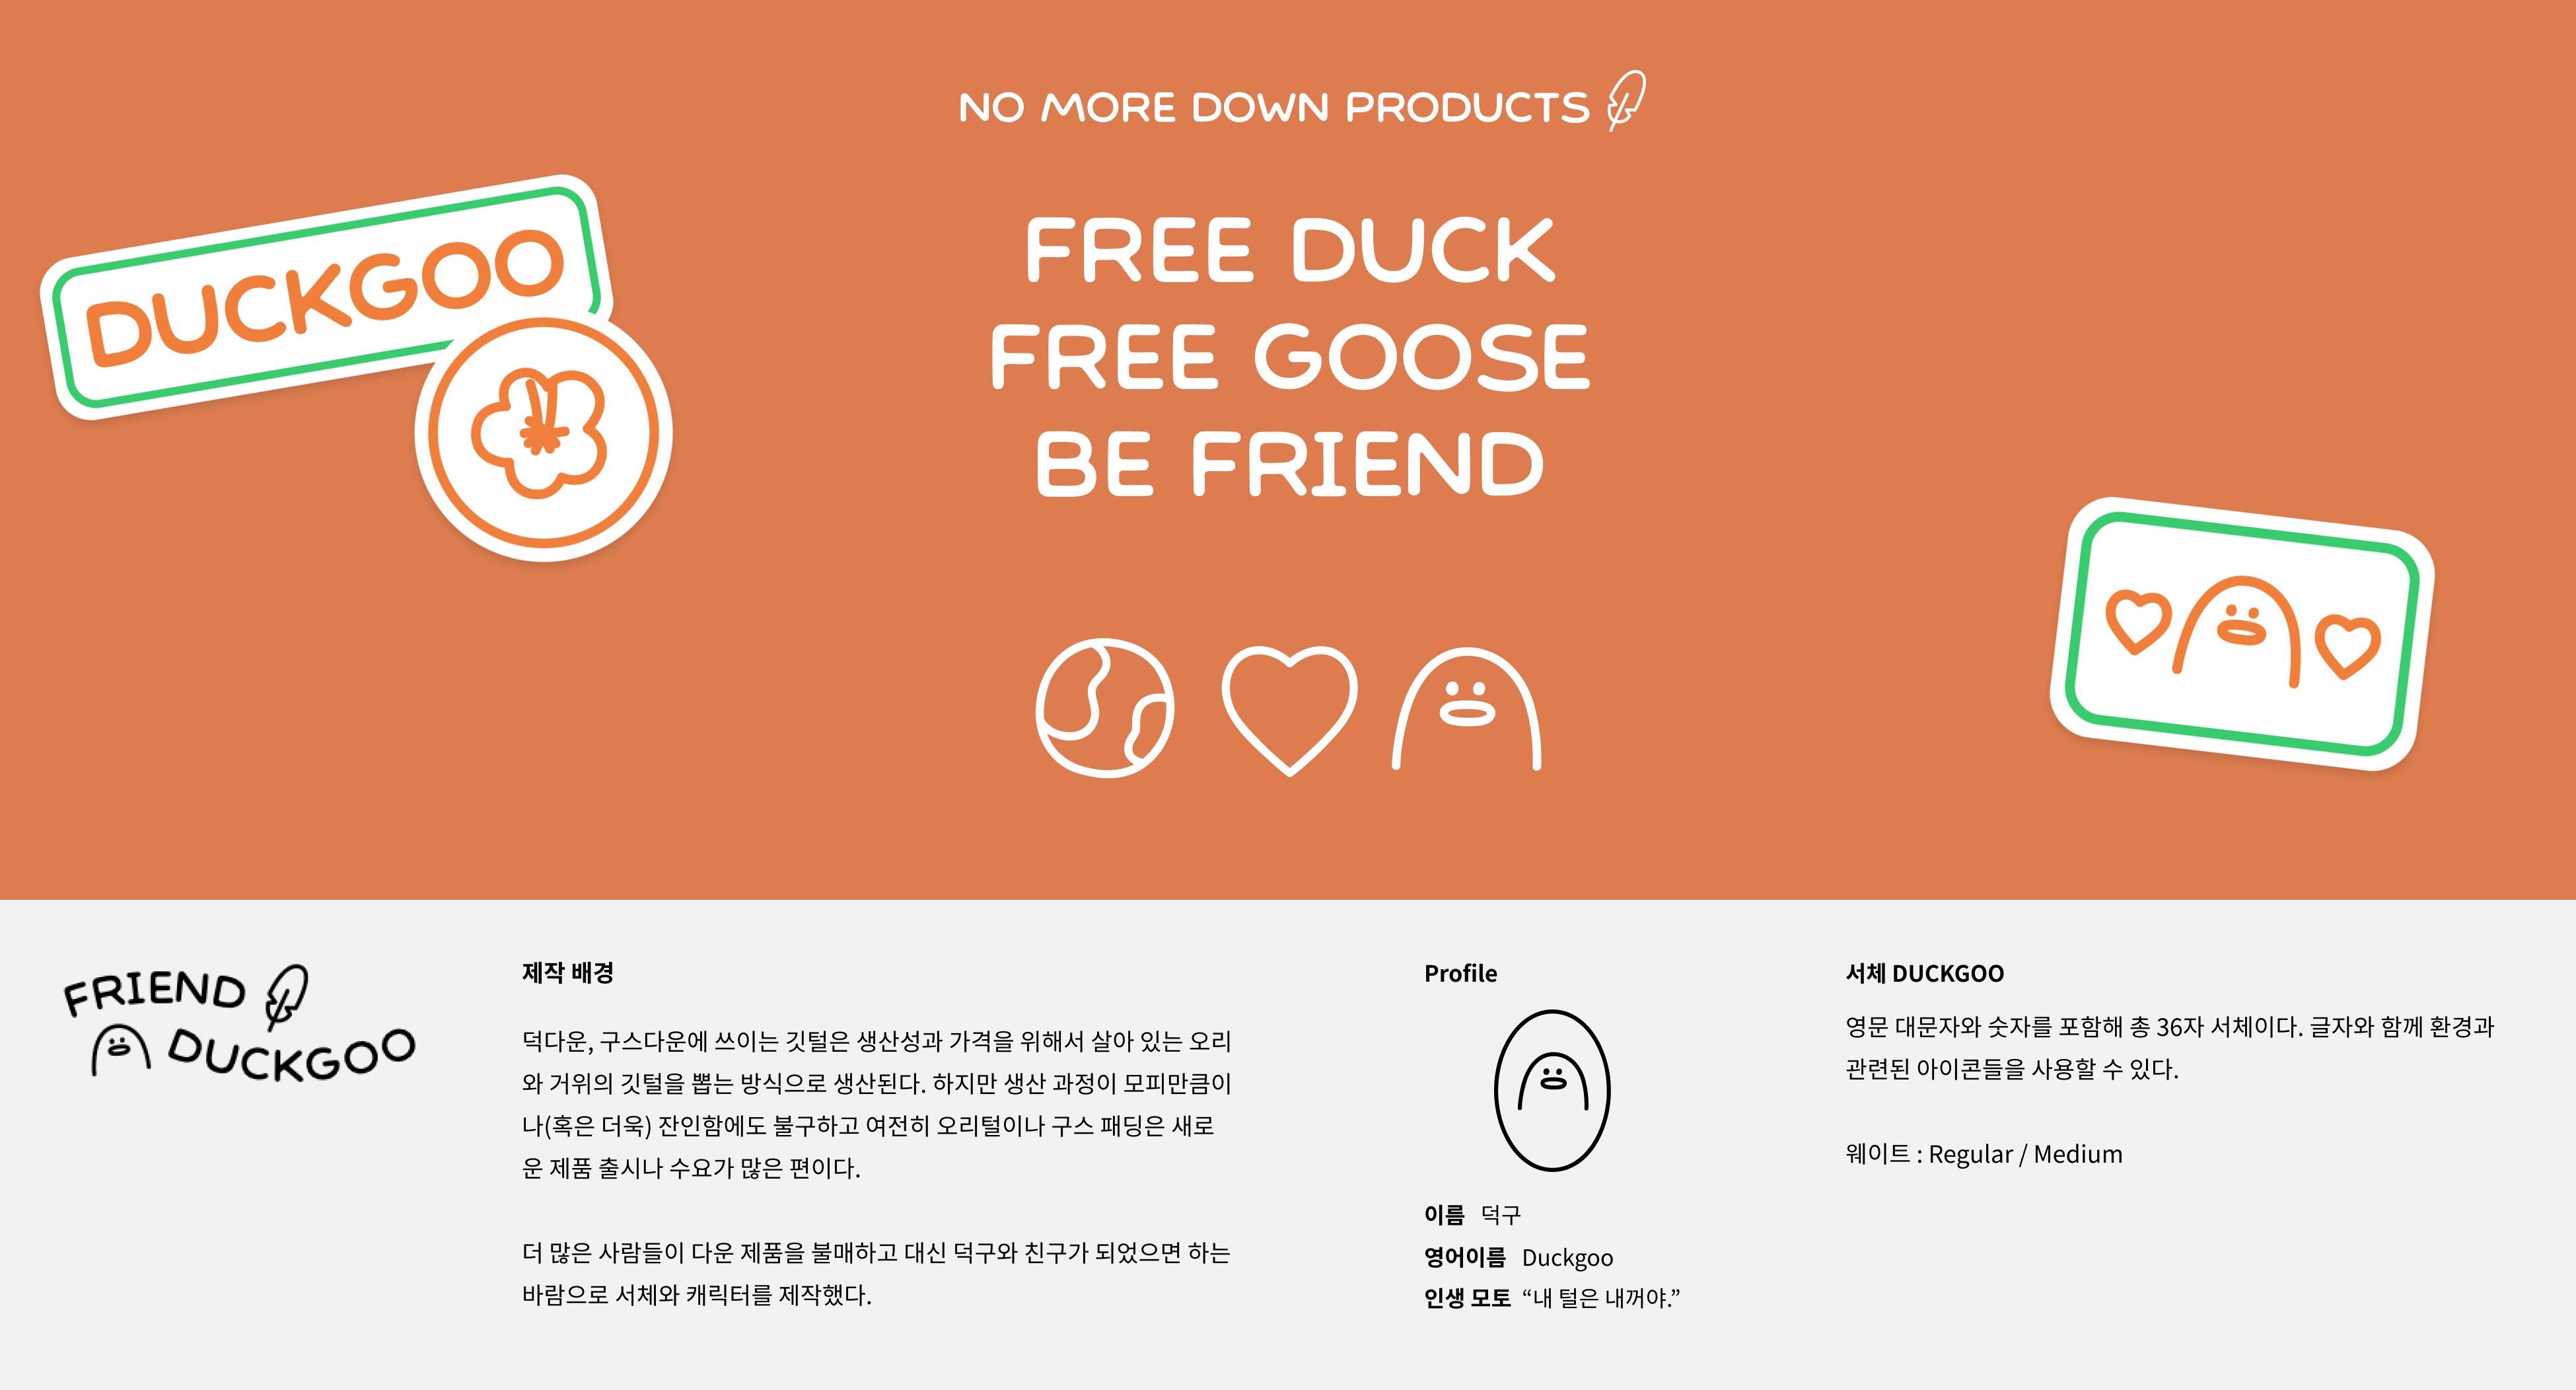 NO MORE DOWN PRODUCTS
DUCKGOO
FREE DUCK
FREE GOOSE
BE FRIEND
FRIEND
DUCKGOO
제작 배경
덕다운, 구스다운에 쓰이는 깃털은 생산성과 가격을 위해서 살아 있는 오리
와 거위의 깃털을 뽑는 방식으로 생산된다. 하지만 생산 과정이 모피만큼이
나(혹은 더욱) 잔인함에도 불구하고 여전히 오리털이나 구스 패딩은 새로
운 제품 출시나 수요가 많은 편이다.
더 많은 사람들이 다운 제품을 불매하고 대신 덕구와 친구가 되었으면 하는
바람으로 서체와 캐릭터를 제작했다.
Profile
이름 덕구
영어이름 Duckgoo
인생 모토 “내 털은 내꺼야.”
서체 DUCKGOO
영문 대문자와 숫자를 포함해 총 36자 서체이다. 글자와 함께 환경과
관련된 아이콘들을 사용할 수 있다.
웨이트 : Regular / Medium